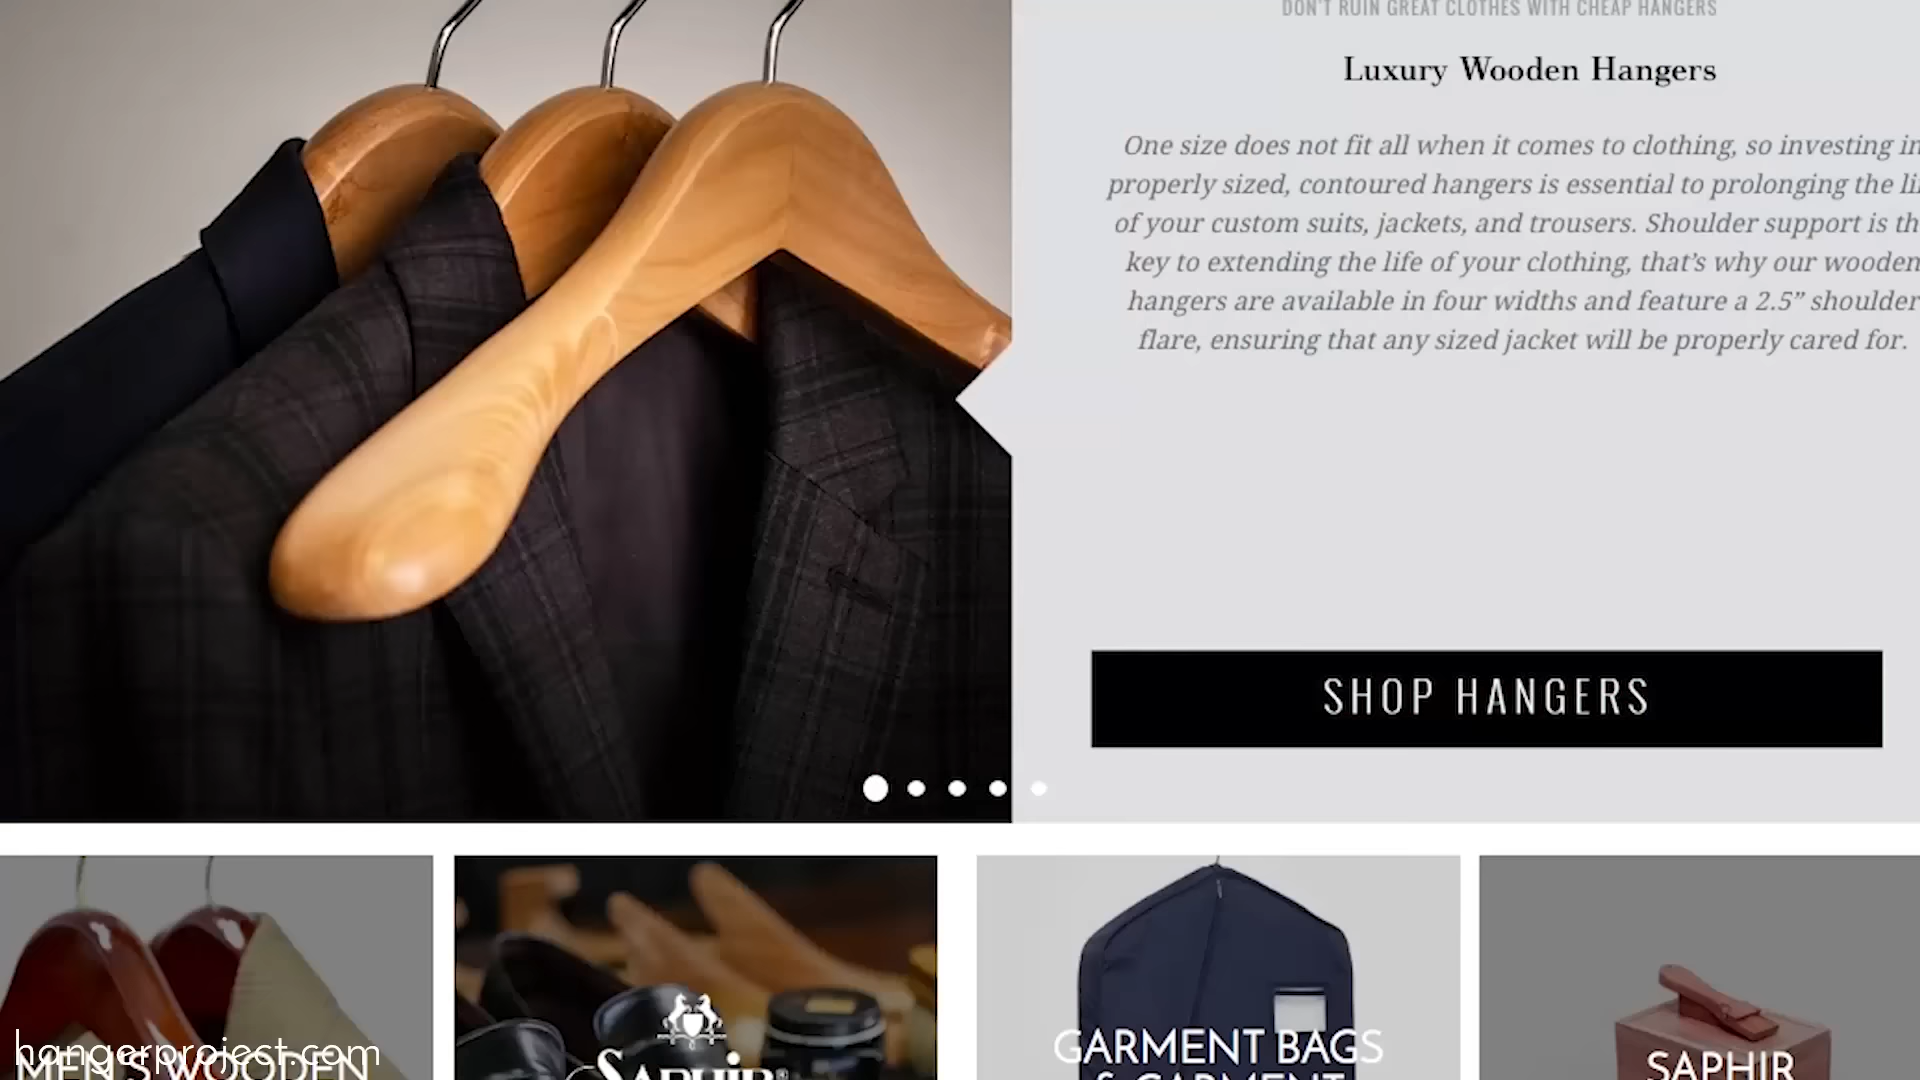 DON'T RUIN GREAT CLOTHES WITH CHEAP HANGERS
Luxury Wooden Hangers
One size does not fit all when it comes to clothing, so investing in
properly sized, contoured hangers is essential to prolonging the li
of your custom suits, jackets, and trousers. Shoulder support is th
key to extending the life of your clothing, that's why our wooden
hangers are available in four widths and feature a 2.5” shoulder
flare, ensuring that any sized jacket will be properly cared for.
SHOP HANGERS
hangerproject.com
MEN'S WOODEN
SAPHIR
GARMENT BAGS
& GARMENT
SAPHIR